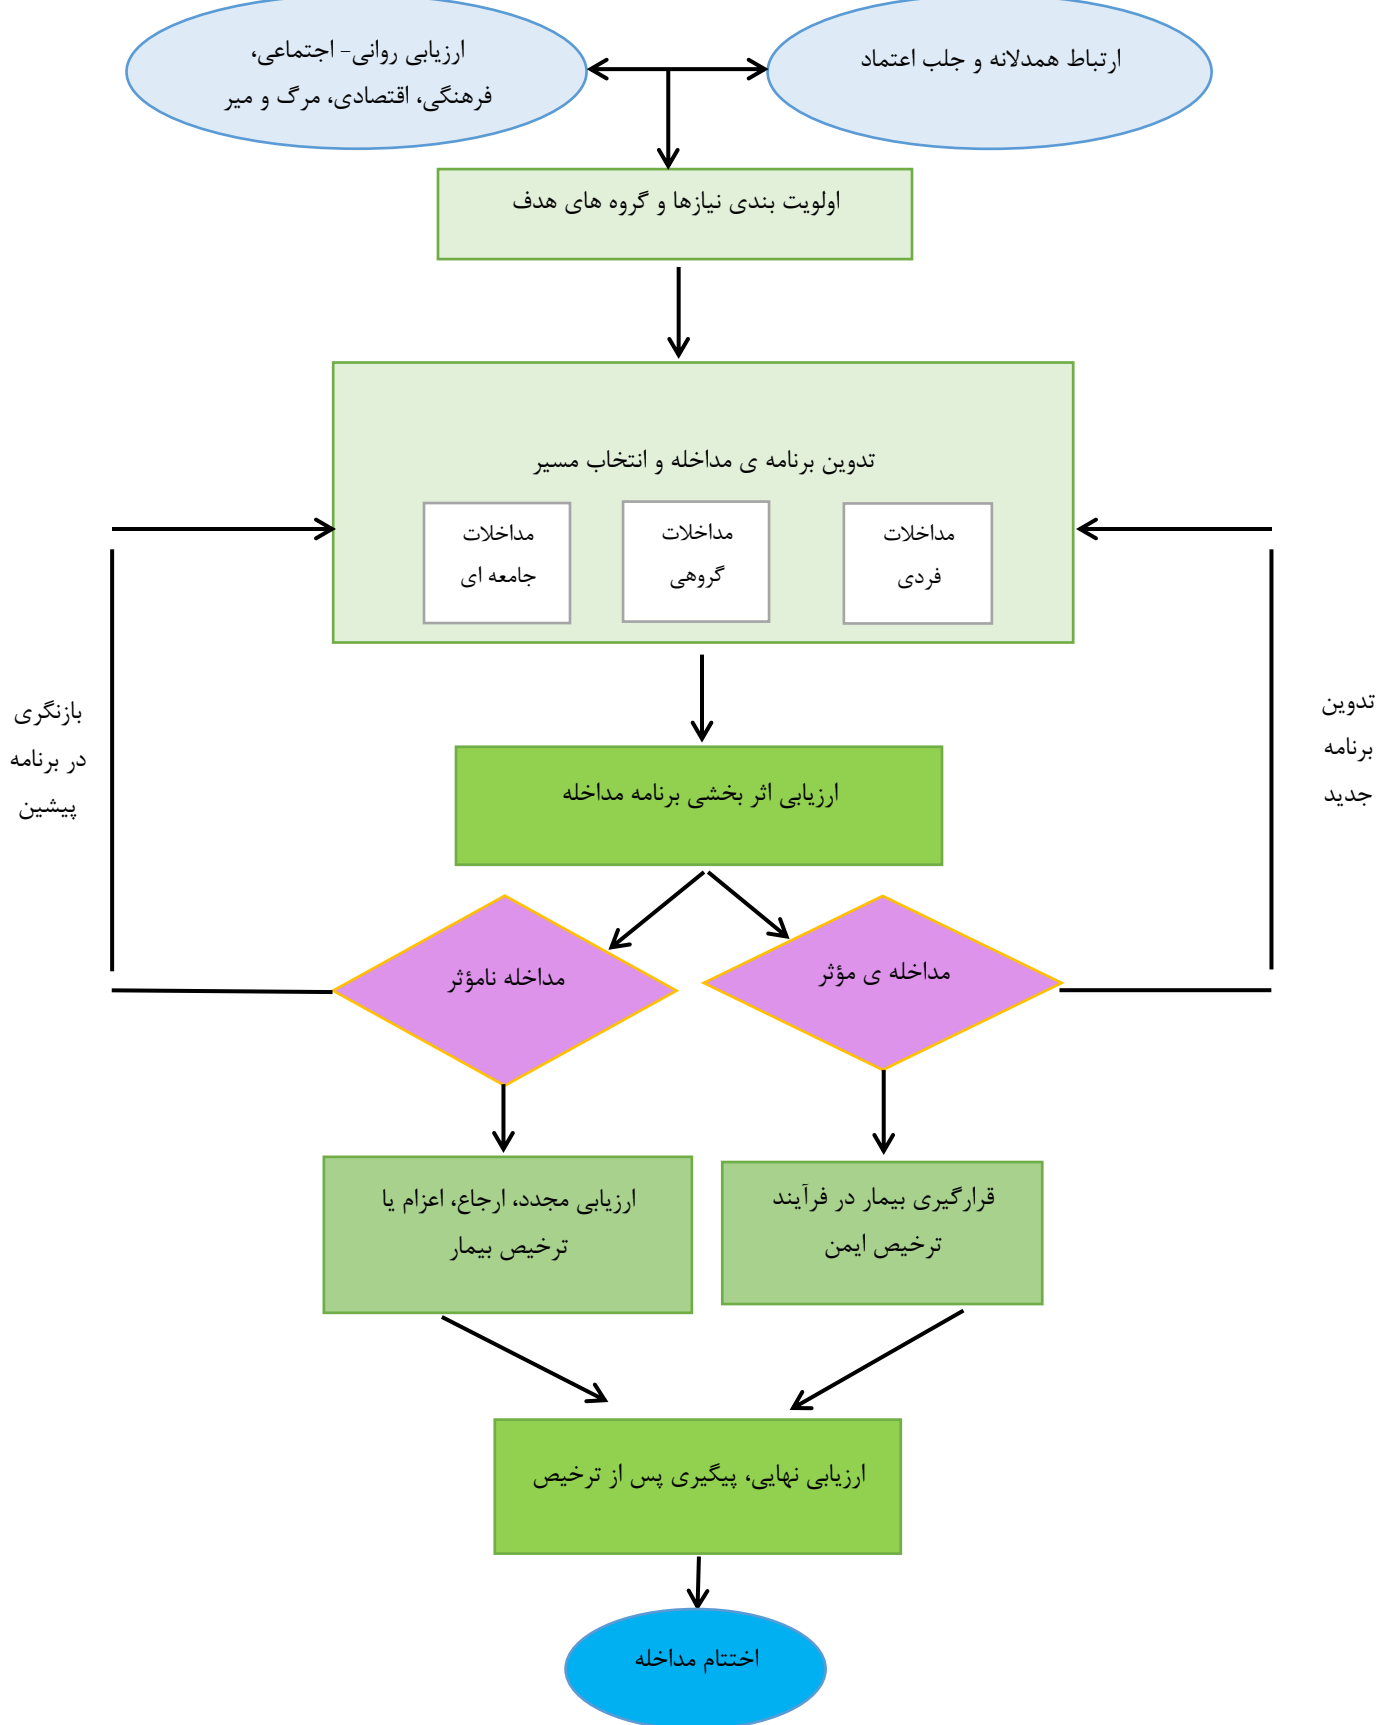 ارتباط همدلانه و جلب اعتماد
ارزیابی روانی- اجتماعی،
فرهنگی، اقتصادی، مرگ و میر
اولویت بندی نیازها و گروه های هدف
تدوین برنامه ی مداخله و انتخاب مسیر
مداخلات
فردی
مداخلات
گروهی
مداخلات
جامعه ای
تدوین
برنامه
جدید
بازنگری
در برنامه
پیشین
ارزیابی اثر بخشی برنامه مداخله
مداخله ی مؤثر
مداخله نامؤثر
قرارگیری بیمار در فرآیند
ترخیص ایمن
ارزیابی مجدد، ارجاع، اعزام یا
ترخیص بیمار
ارزیابی نهایی، پیگیری پس از ترخیص
اختتام مداخله